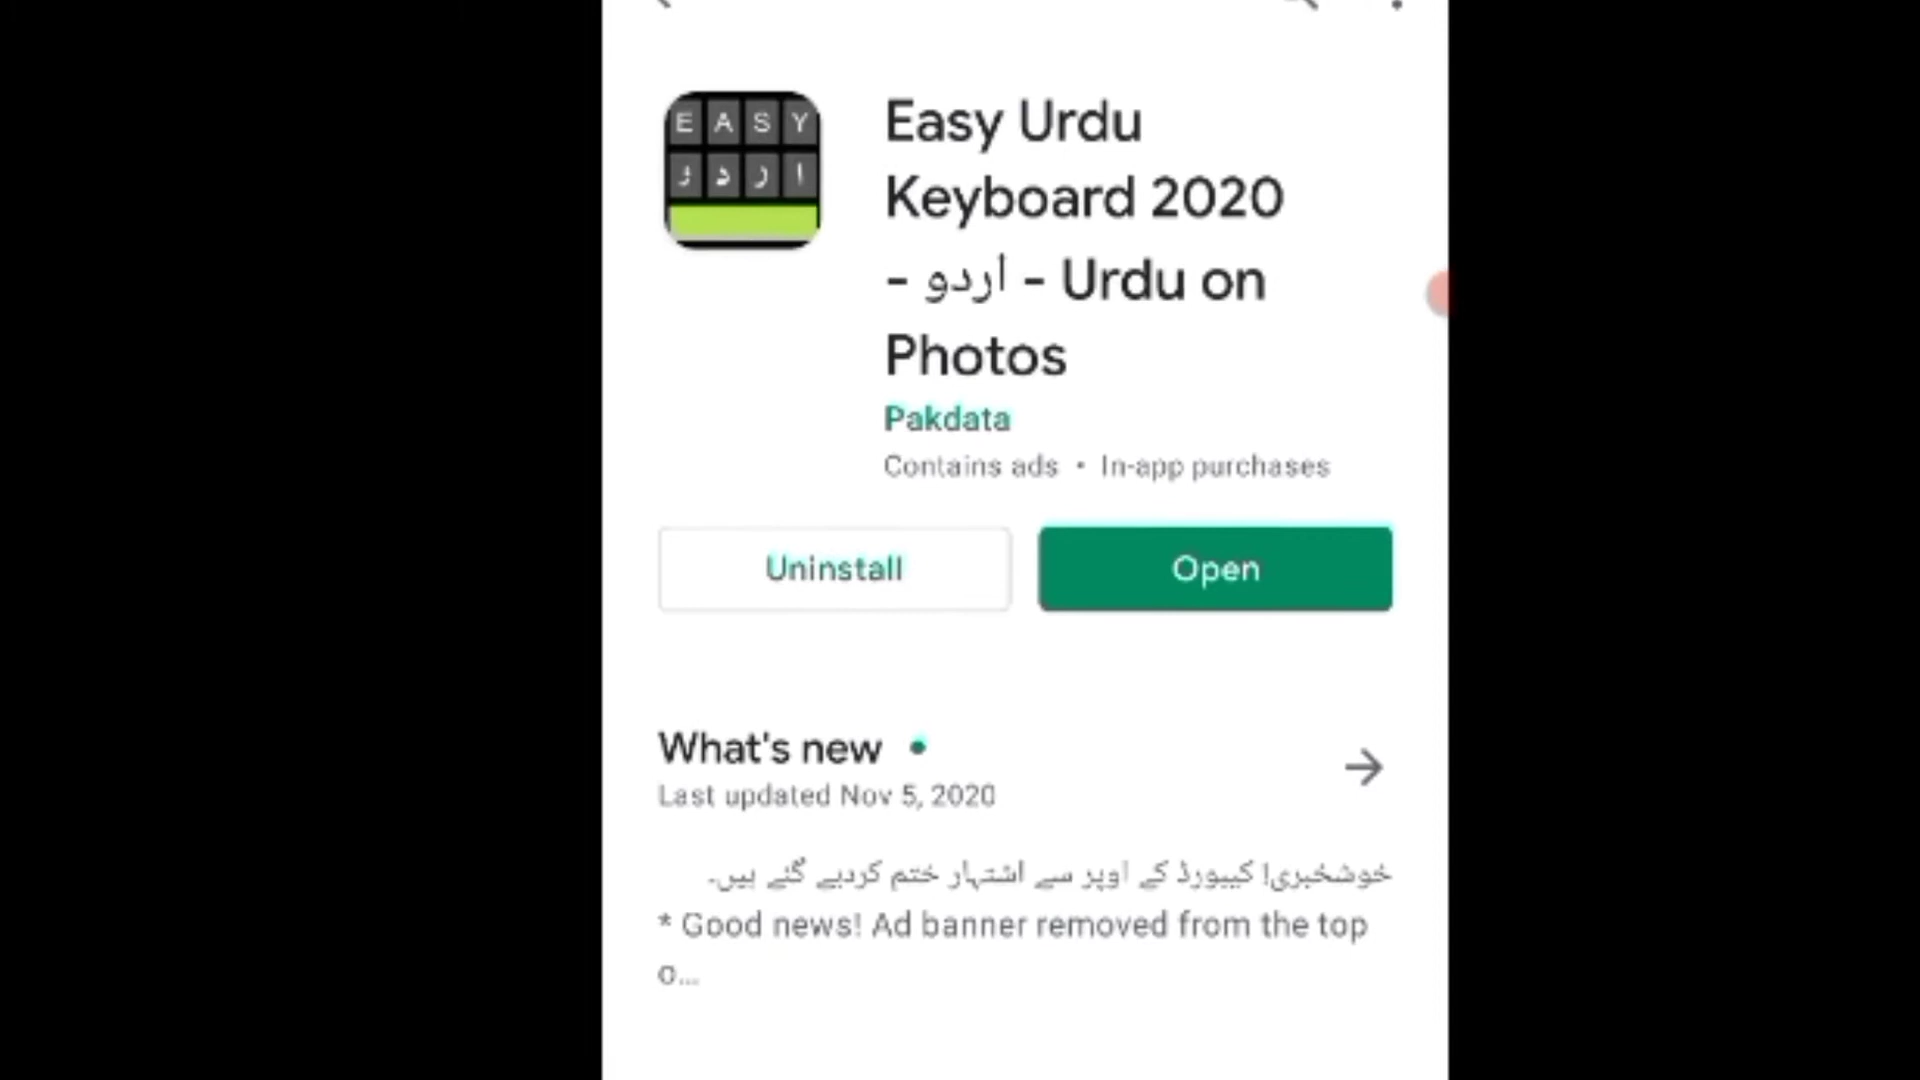 E A S Y
ا ر د ﻭ
Easy Urdu
Keyboard 2020
- اردو - Urdu on
Photos
Pakdata
Contains ads • In-app purchases
Uninstall
Open
What's new •
Last updated Nov 5, 2020
خوشخبری! کیبورڈ کے اوپر سے اشتہار ختم کردیے گئے ہیں۔
* Good news! Ad banner removed from the top
o...